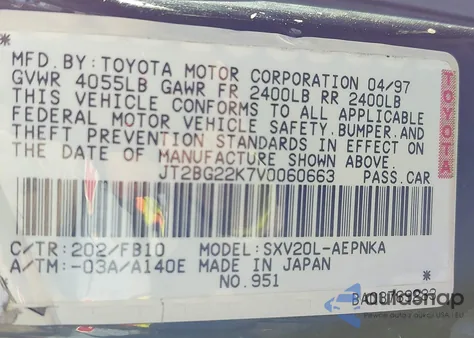 *
MFD. BY: TOYOTA MOTOR CORPORATION 04/97
GVWR 4055LB GAWR FR 2400LB RR 2400LB
THIS VEHICLE CONFORMS TO ALL APPLICABLE
FEDERAL MOTOR VEHICLE SAFETY, BUMPER, AND
THEFT PREVENTION STANDARDS IN EFFECT ON
THE DATE OF MANUFACTURE SHOWN ABOVE.
JT2BG22K7V0060663 PASS. CAR
TOYOTA
C/TR: 202/FB10 MODEL: SXV20L-AEPNKA
A/TM: -03A/A140E MADE IN JAPAN
NO. 951
*
autosnap